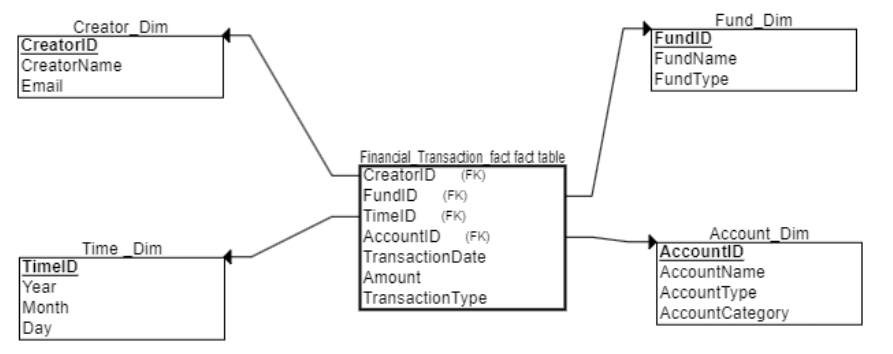 Creator_Dim
CreatorID
CreatorName
Email
Fund_Dim
FundID
FundName
FundType
Financial_Transaction_fact fact table
CreatorID (FK)
FundID (FK)
TimeID (FK)
AccountID (FK)
TransactionDate
Amount
TransactionType
Time _Dim
TimeID
Year
Month
Day
Account_Dim
AccountID
AccountName
AccountType
AccountCategory